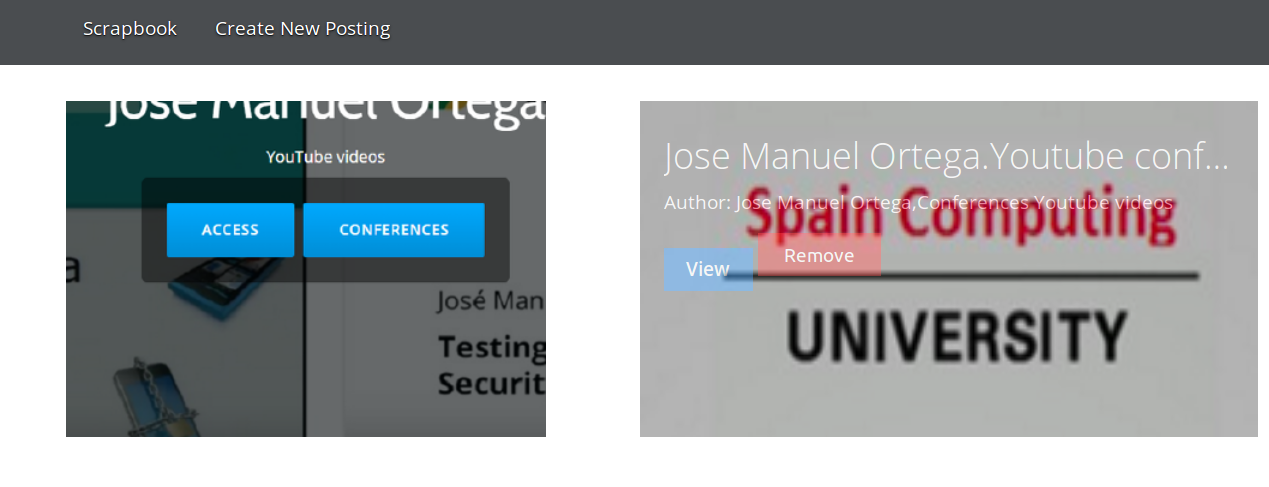 Scrapbook Create New Posting
Jose Manuel Ortega
YouTube videos
ACCESS CONFERENCES
a
José Man
Testing
Securit
Jose Manuel Ortega.Youtube conf...
Author: Jose Manuel Ortega,Conferences Youtube videos
Spain Computing
View Remove
UNIVERSITY